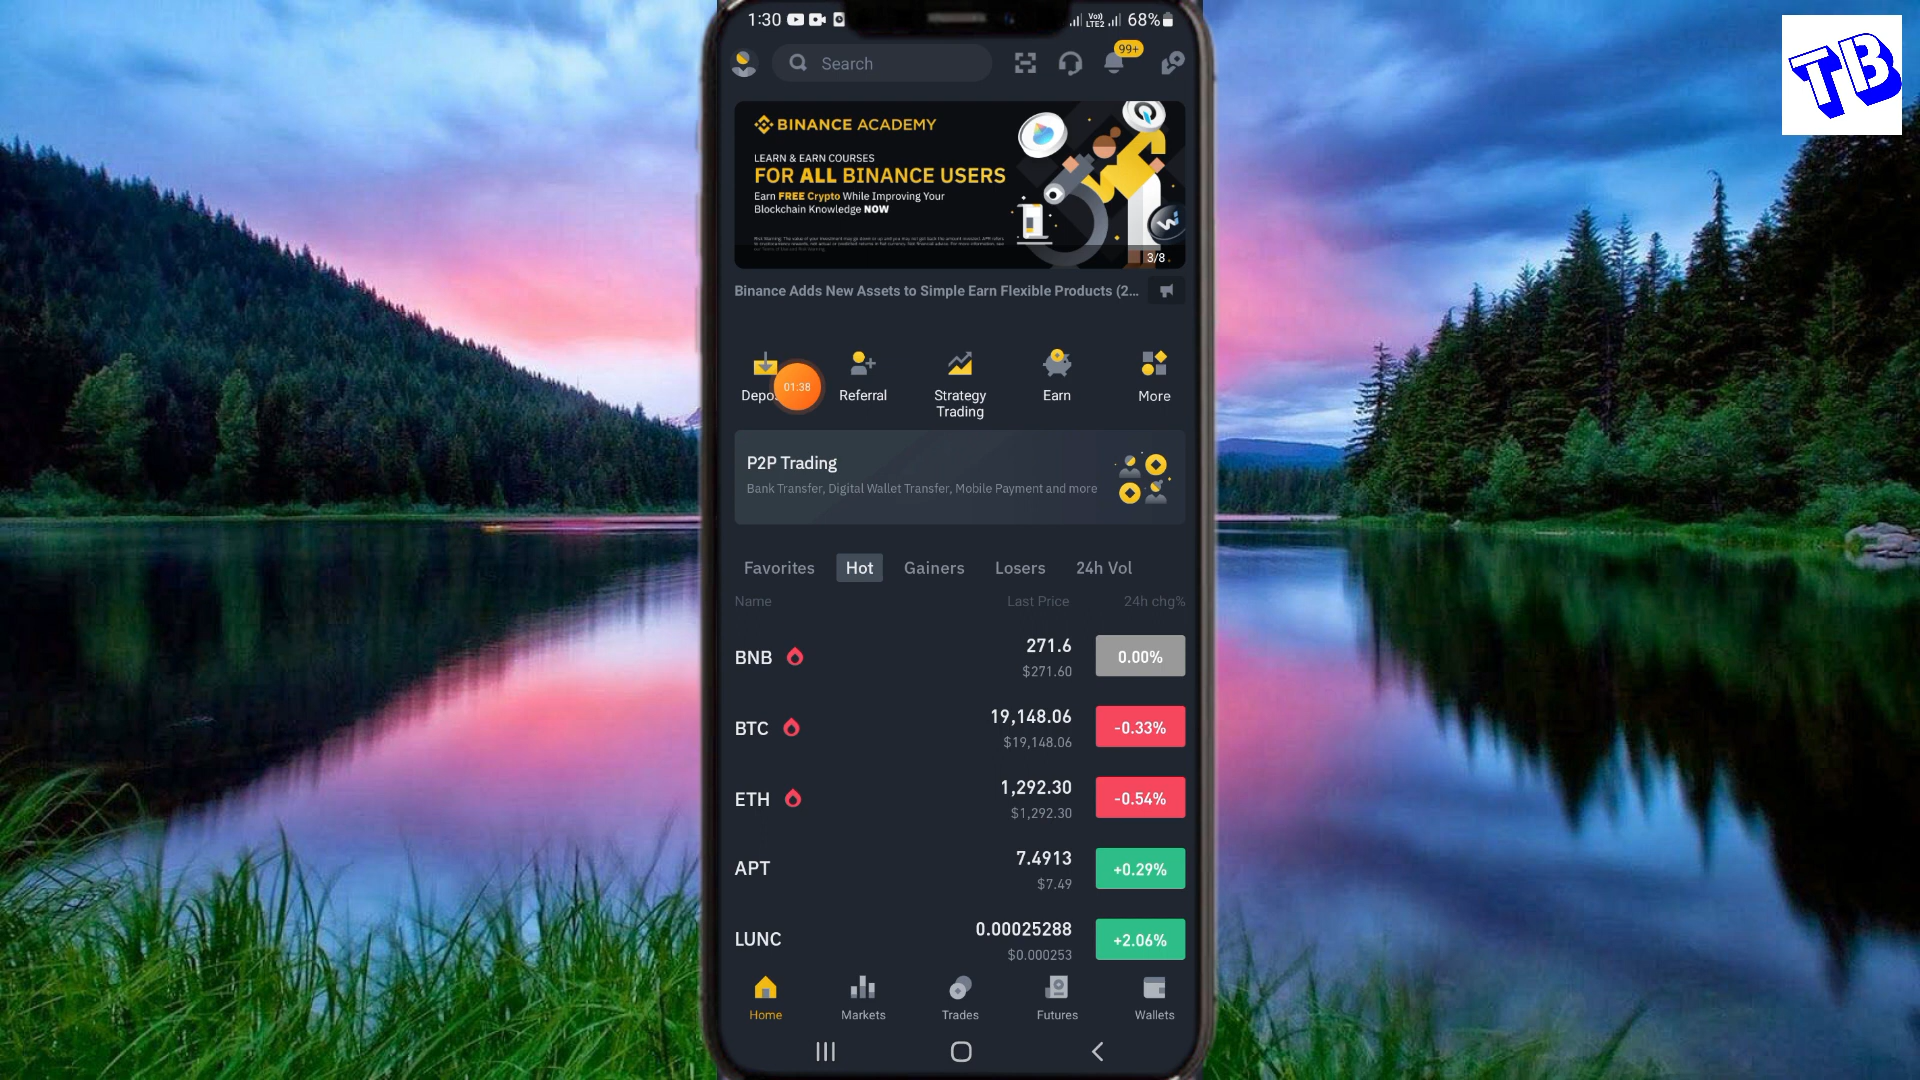 1:30
Vo))
LTE2
68%
TB
Search
99+
BINANCE ACADEMY
LEARN & EARN COURSES
FOR ALL BINANCE USERS
Earn FREE Crypto While Improving Your
Blockchain Knowledge NOW
3/8
Binance Adds New Assets to Simple Earn Flexible Products (2...
01:38
Depo
Referral
Strategy
Trading
Earn
More
P2P Trading
Bank Transfer, Digital Wallet Transfer, Mobile Payment and more
Favorites Hot Gainers Losers 24h Vol
Name Last Price 24h chg%
BNB 271.6 0.00%
$271.60
BTC 19,148.06 -0.33%
$19,148.06
ETH 1,292.30 -0.54%
$1,292.30
APT 7.4913 +0.29%
$7.49
LUNC 0.00025288 +2.06%
$0.000253
Home Markets Trades Futures Wallets